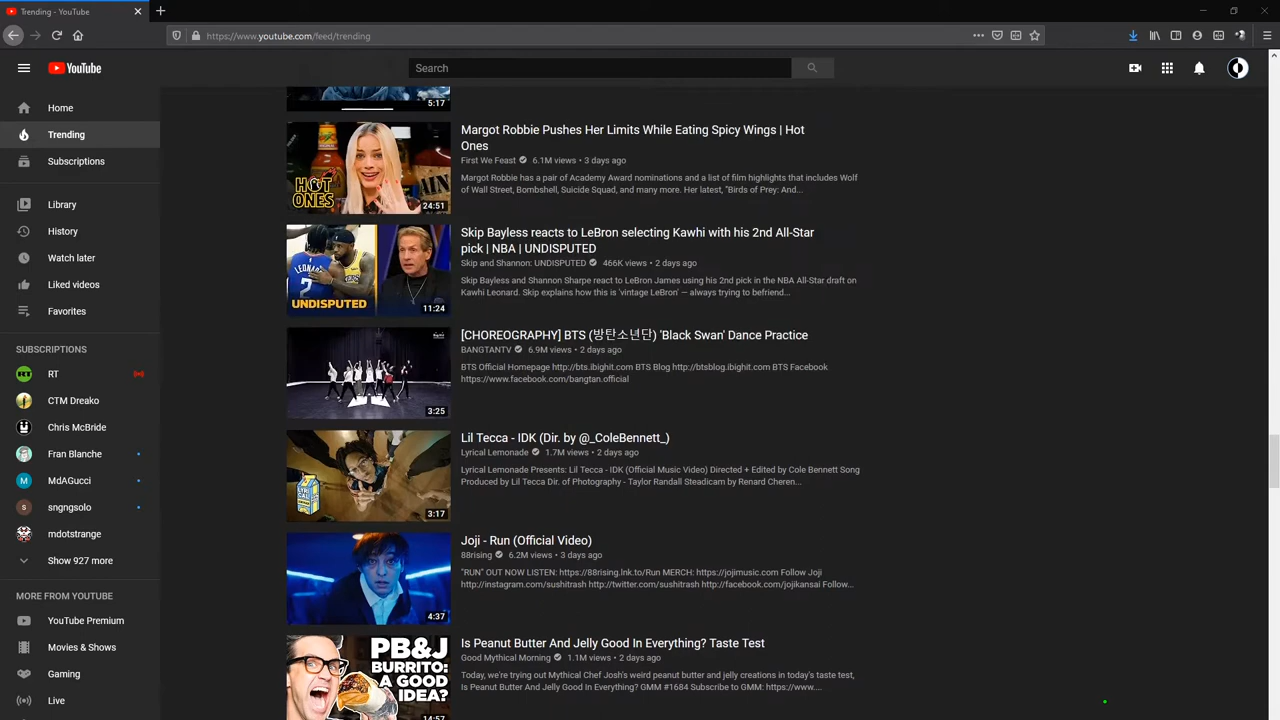 Trending - YouTube
https://www.youtube.com/feed/trending
YouTube
Search
Home
Trending
Subscriptions
Library
History
Watch later
Liked videos
Favorites
SUBSCRIPTIONS
RT
CTM Dreako
Chris McBride
Fran Blanche
M MdAGucci
s sngngsolo
mdotstrange
Show 927 more
MORE FROM YOUTUBE
YouTube Premium
Movies & Shows
Gaming
Live
5:17
Margot Robbie Pushes Her Limits While Eating Spicy Wings | Hot
Ones
First We Feast 6.1M views • 3 days ago
Margot Robbie has a pair of Academy Award nominations and a list of film highlights that includes Wolf
of Wall Street, Bombshell, Suicide Squad, and many more. Her latest, "Birds of Prey: And...
HOT
ONES
24:51
Skip Bayless reacts to LeBron selecting Kawhi with his 2nd All-Star
pick | NBA | UNDISPUTED
Skip and Shannon: UNDISPUTED 466K views • 2 days ago
Skip Bayless and Shannon Sharpe react to LeBron James using his 2nd pick in the NBA All-Star draft on
Kawhi Leonard. Skip explains how this is 'vintage LeBron' — always trying to befriend...
LEONARD
7
UNDISPUTED
11:24
[CHOREOGRAPHY] BTS (방탄소년단) 'Black Swan' Dance Practice
BANGTANTV 6.9M views • 2 days ago
BTS Official Homepage http://bts.ibighit.com BTS Blog http://btsblog.ibighit.com BTS Facebook
https://www.facebook.com/bangtan.official
3:25
Lil Tecca - IDK (Dir. by @_ColeBennett_)
Lyrical Lemonade 1.7M views • 2 days ago
Lyrical Lemonade Presents: Lil Tecca - IDK (Official Music Video) Directed + Edited by Cole Bennett Song
Produced by Lil Tecca Dir. of Photography - Taylor Randall Steadicam by Renard Cheren...
3:17
Joji - Run (Official Video)
88rising 6.2M views • 3 days ago
"RUN" OUT NOW LISTEN: https://88rising.lnk.to/Run MERCH: https://jojimusic.com Follow Joji
http://instagram.com/sushitrash http://twitter.com/sushitrash http://facebook.com/jojikansai Follow...
4:37
Is Peanut Butter And Jelly Good In Everything? Taste Test
Good Mythical Morning 1.1M views • 2 days ago
Today, we're trying out Mythical Chef Josh's weird peanut butter and jelly creations in today's taste test,
Is Peanut Butter And Jelly Good In Everything? GMM #1684 Subscribe to GMM: https://www....
PB&J
BURRITO:
A GOOD
IDEA?
14:57